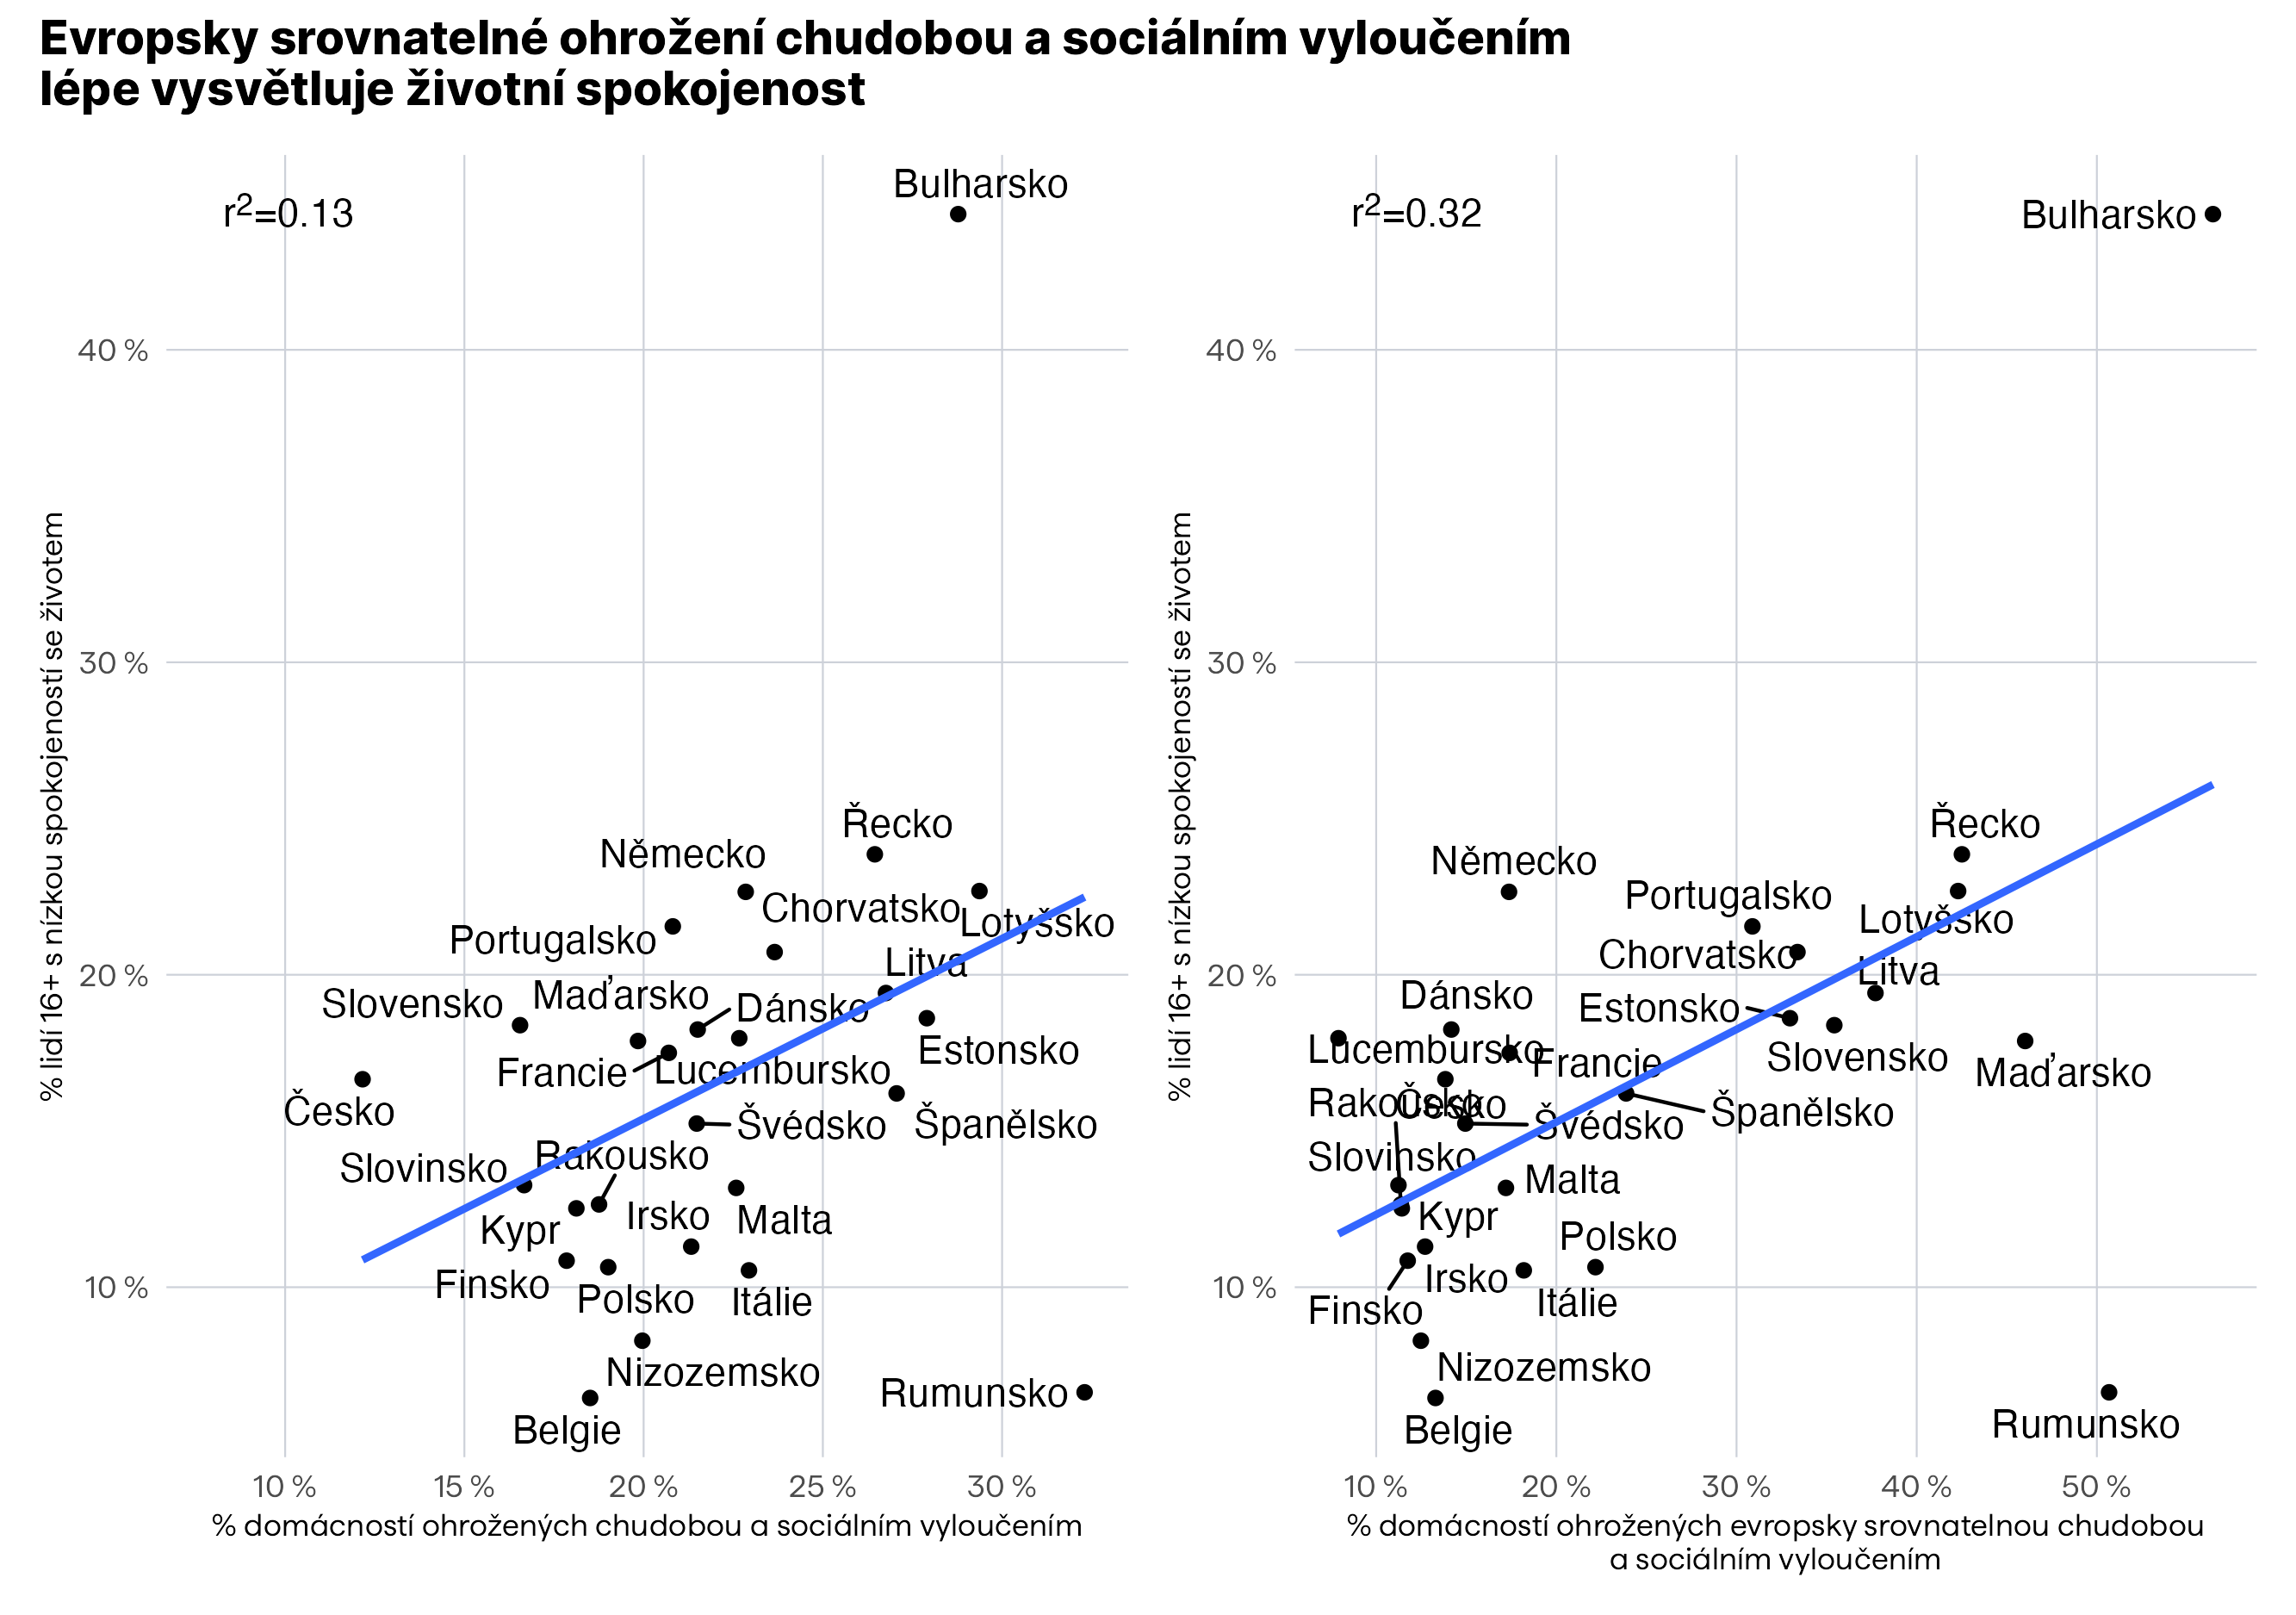 Evropsky srovnatelné ohrožení chudobou a sociálním vyloučením
lépe vysvětluje životní spokojenost
r²=0.13
Bulharsko
40 %
30 %
20 %
10 %
% lidí 16+ s nízkou spokojeností se životem
Řecko
Německo
Chorvatsko
Lotyšsko
Portugalsko
Litva
Maďarsko
Slovensko
Dánsko
Estonsko
Francie
Lucembursko
Česko
Španělsko
Švédsko
Rakousko
Slovinsko
Irsko
Malta
Kypr
Finsko
Polsko
Itálie
Nizozemsko
Rumunsko
Belgie
10 %
15 %
20 %
25 %
30 %
% domácností ohrožených chudobou a sociálním vyloučením
r²=0.32
Bulharsko
40 %
30 %
20 %
10 %
% lidí 16+ s nízkou spokojeností se životem
Řecko
Německo
Portugalsko
Lotyšsko
Chorvatsko
Litva
Dánsko
Estonsko
Lucembursko
Francie
Slovensko
Maďarsko
Rakousko
Česko
Španělsko
Švédsko
Slovinsko
Malta
Kypr
Polsko
Irsko
Itálie
Finsko
Nizozemsko
Rumunsko
Belgie
10 %
20 %
30 %
40 %
50 %
% domácností ohrožených evropsky srovnatelnou chudobou
a sociálním vyloučením